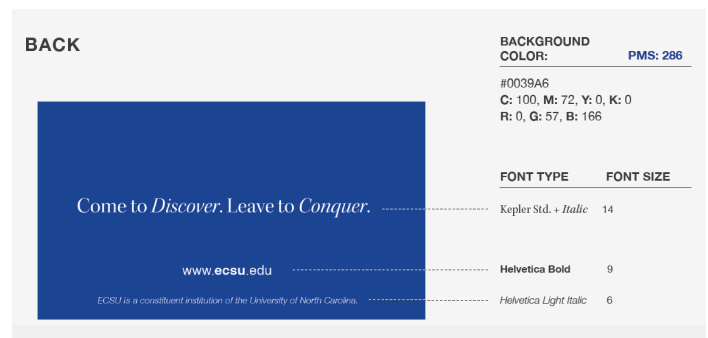 BACK
BACKGROUND
COLOR: PMS: 286
#0039A6
C: 100, M: 72, Y: 0, K: 0
R: 0, G: 57, B: 166
FONT TYPE FONT SIZE
Come to Discover. Leave to Conquer. Kepler Std. + Italic 14
www.ecsu.edu Helvetica Bold 9
ECSU is a constituent institution of the University of North Carolina. Helvetica Light Italic 6